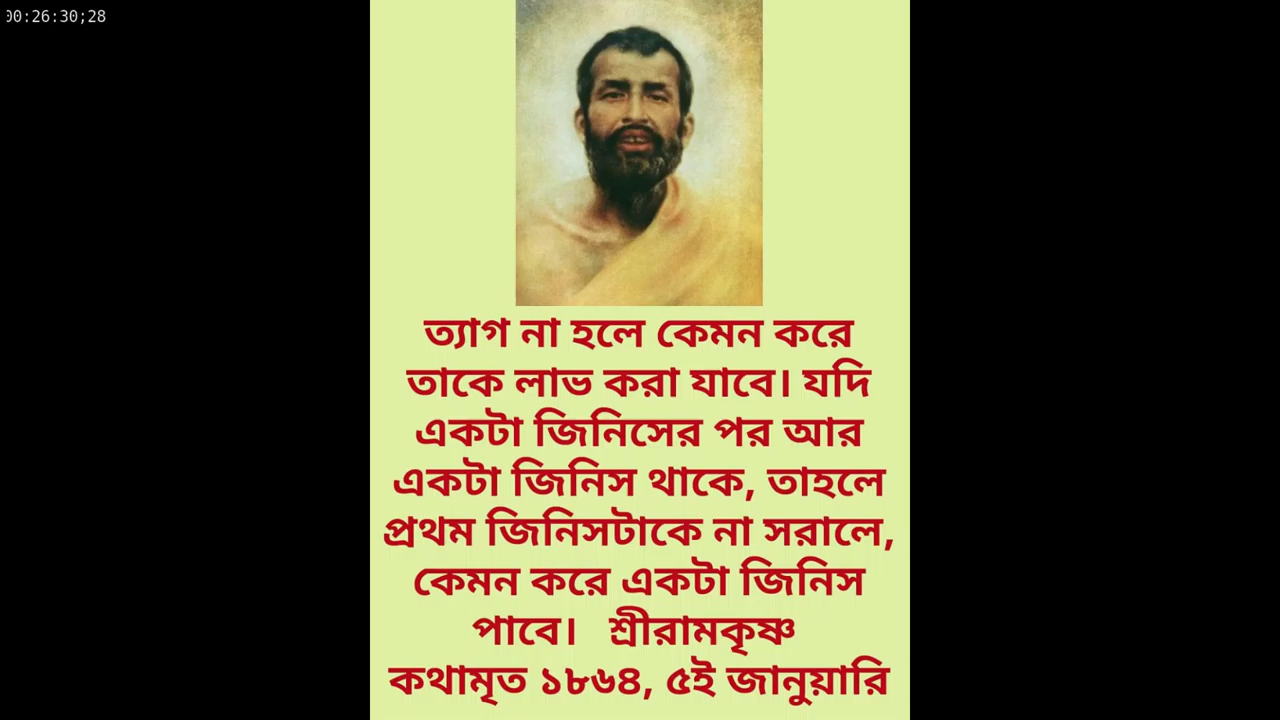 00:26:30;28
ত্যাগ না হলে কেমন করে
তাকে লাভ করা যাবে। যদি
একটা জিনিসের পর আর
একটা জিনিস থাকে, তাহলে
প্রথম জিনিসটাকে না সরালে,
কেমন করে একটা জিনিস
পাবে। শ্রীরামকৃষ্ণ
কথামৃত ১৮৬৪, ৫ই জানুয়ারি